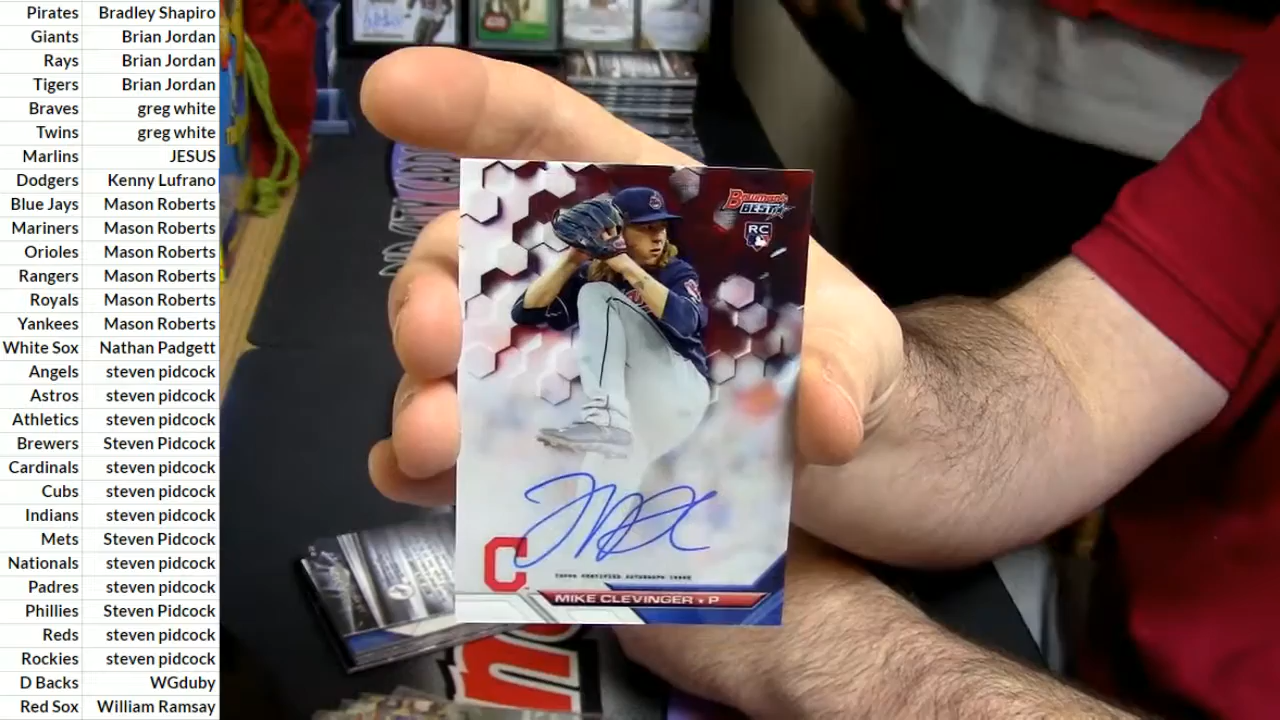 Pirates Bradley Shapiro
Giants Brian Jordan
Rays Brian Jordan
Tigers Brian Jordan
Braves greg white
Twins greg white
Marlins JESUS
Dodgers Kenny Lufrano
Blue Jays Mason Roberts
Mariners Mason Roberts
Orioles Mason Roberts
Rangers Mason Roberts
Royals Mason Roberts
Yankees Mason Roberts
White Sox Nathan Padgett
Angels steven pidcock
Astros steven pidcock
Athletics steven pidcock
Brewers Steven Pidcock
Cardinals steven pidcock
Cubs steven pidcock
Indians steven pidcock
Mets Steven Pidcock
Nationals steven pidcock
Padres steven pidcock
Phillies Steven Pidcock
Reds steven pidcock
Rockies steven pidcock
D Backs WGduby
Red Sox William Ramsay
Bowman's
BEST
RC
C
TOPPS CERTIFIED AUTOGRAPH ISSUE
MIKE CLEVINGER ★ P